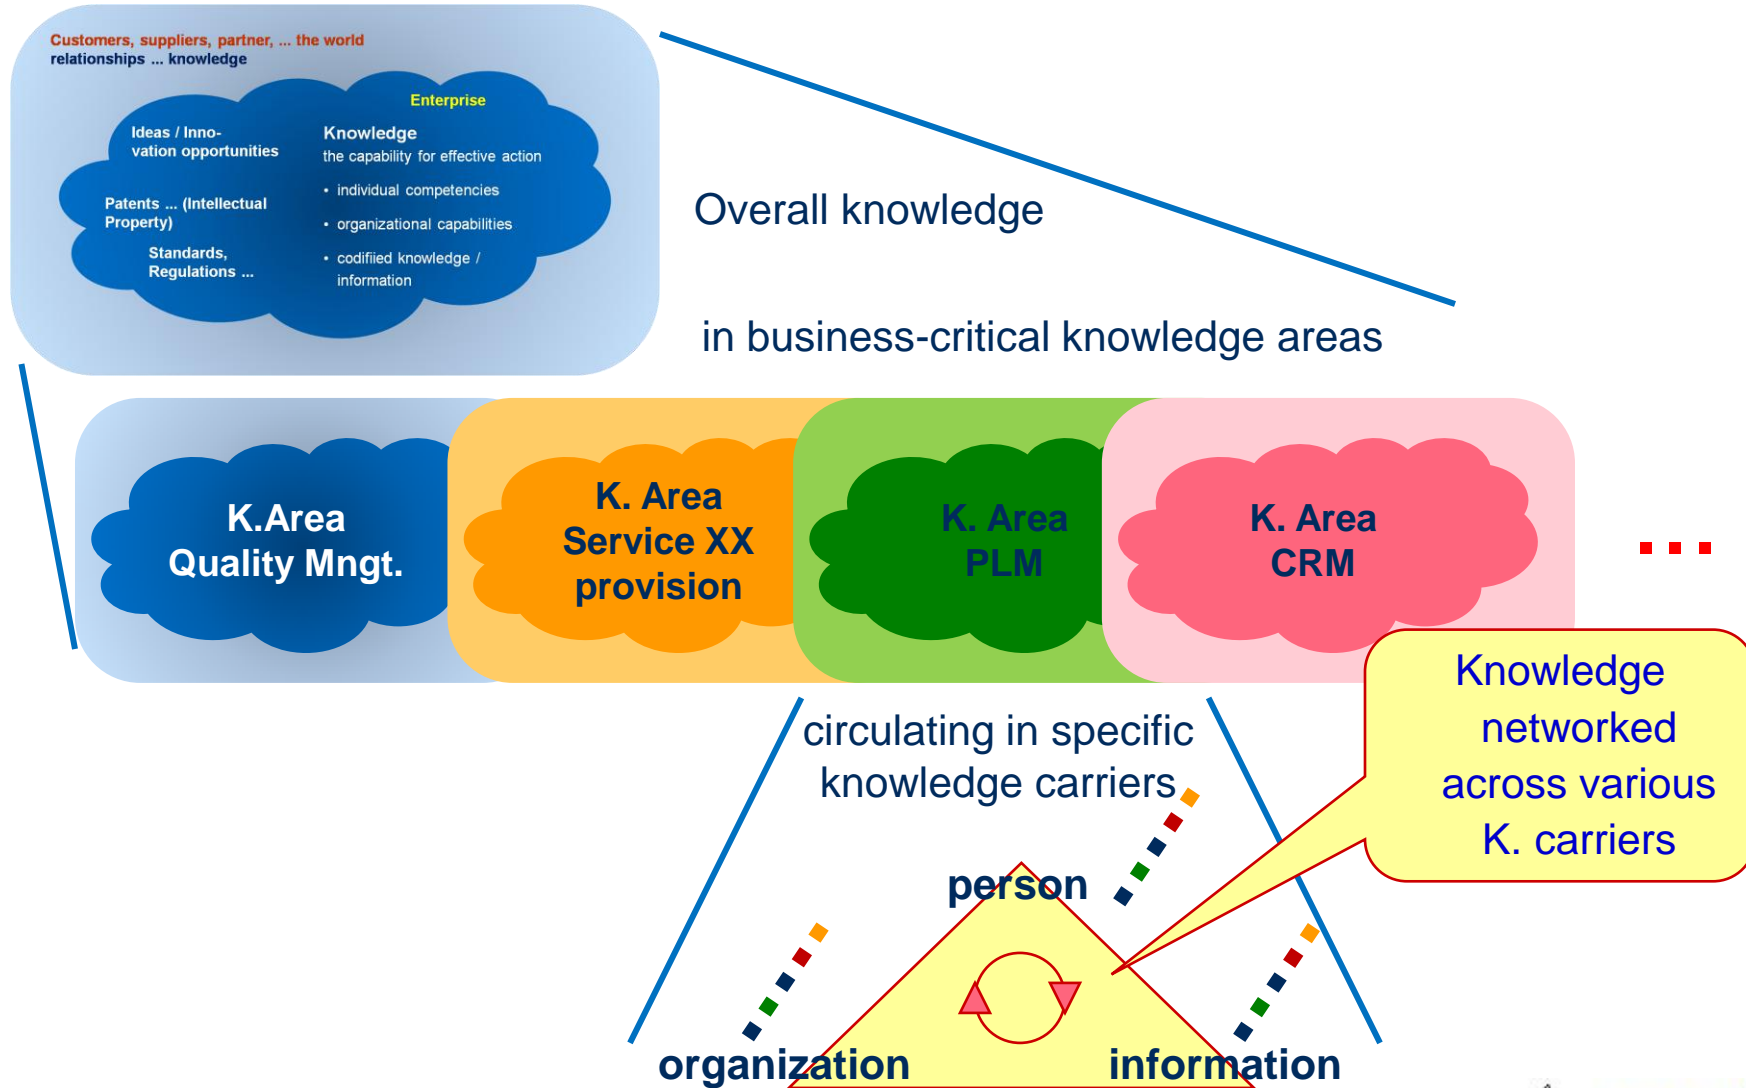 Customers, suppliers, partner, ... the world
relationships ... knowledge
Enterprise
Ideas / Inno-
vation opportunities
Patents ... (Intellectual
Property)
Standards,
Regulations ...
Knowledge
the capability for effective action
• individual competencies
• organizational capabilities
• codifiied knowledge /
information
Overall knowledge
in business-critical knowledge areas
K.Area
Quality Mngt.
K. Area
Service XX
provision
K. Area
PLM
K. Area
CRM
...
circulating in specific
knowledge carriers
Knowledge
networked
across various
K. carriers
person
organization
information